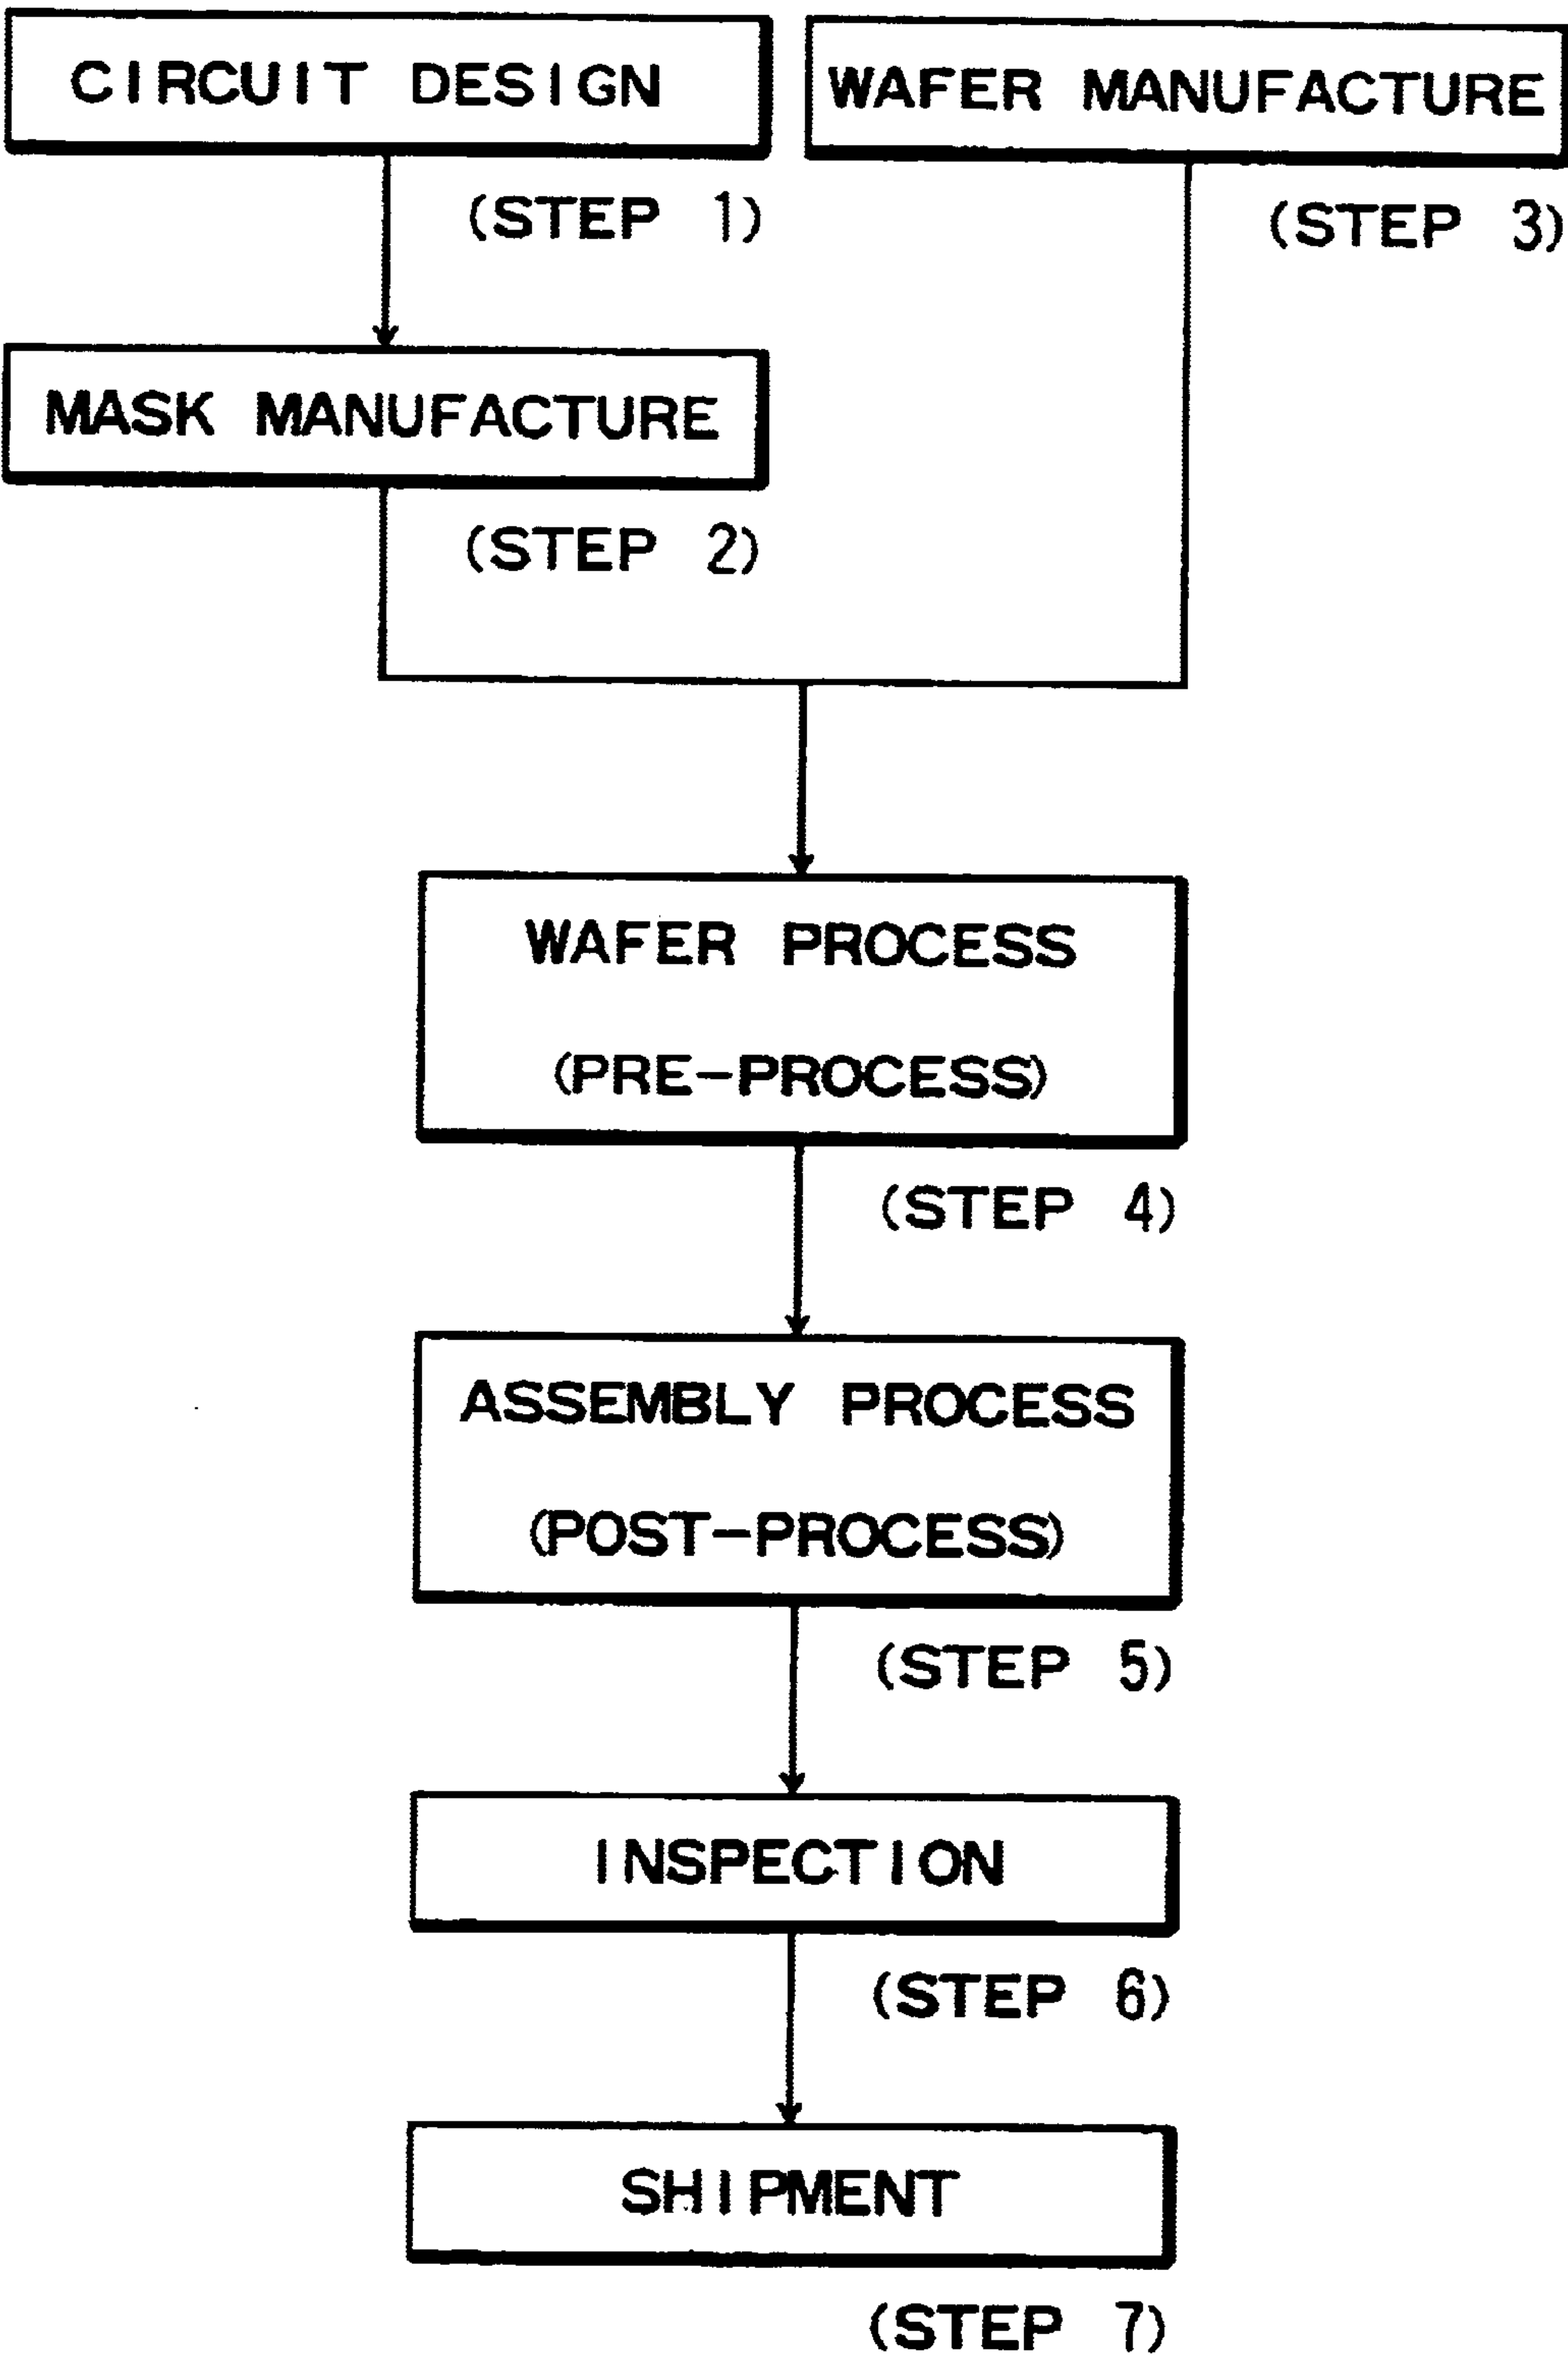 CIRCUIT DESIGN
(STEP 1)
WAFER MANUFACTURE
(STEP 3)
MASK MANUFACTURE
(STEP 2)
WAFER PROCESS
(PRE-PROCESS)
(STEP 4)
ASSEMBLY PROCESS
(POST-PROCESS)
(STEP 5)
INSPECTION
(STEP 6)
SHIPMENT
(STEP 7)